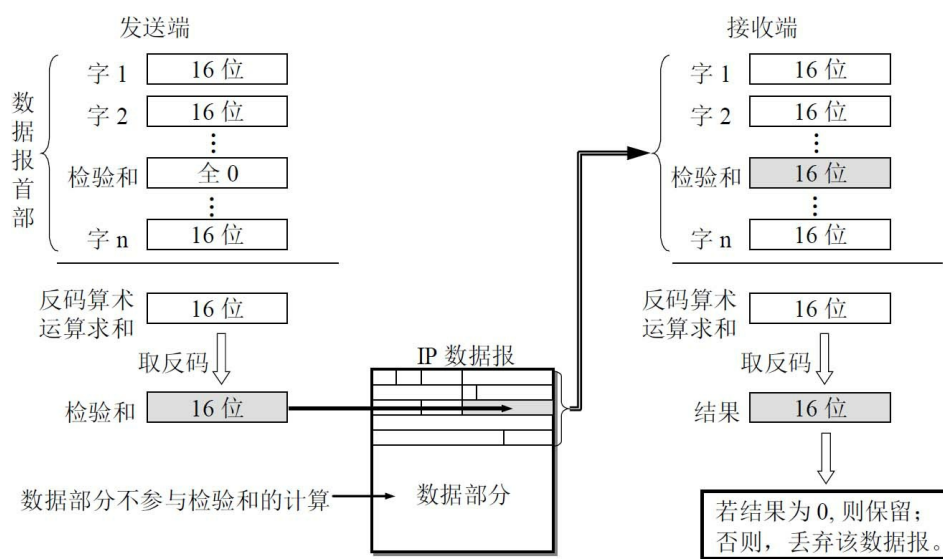 发送端
数据报首部
字 1 16 位
字 2 16 位
检验和 全 0
字 n 16 位
反码算术
运算求和
16 位
取反码
检验和 16 位
数据部分不参与检验和的计算
IP 数据报
数据部分
接收端
字 1 16 位
字 2 16 位
检验和 16 位
字 n 16 位
反码算术
运算求和
16 位
取反码
结果 16 位
若结果为 0, 则保留；
否则，丢弃该数据报。